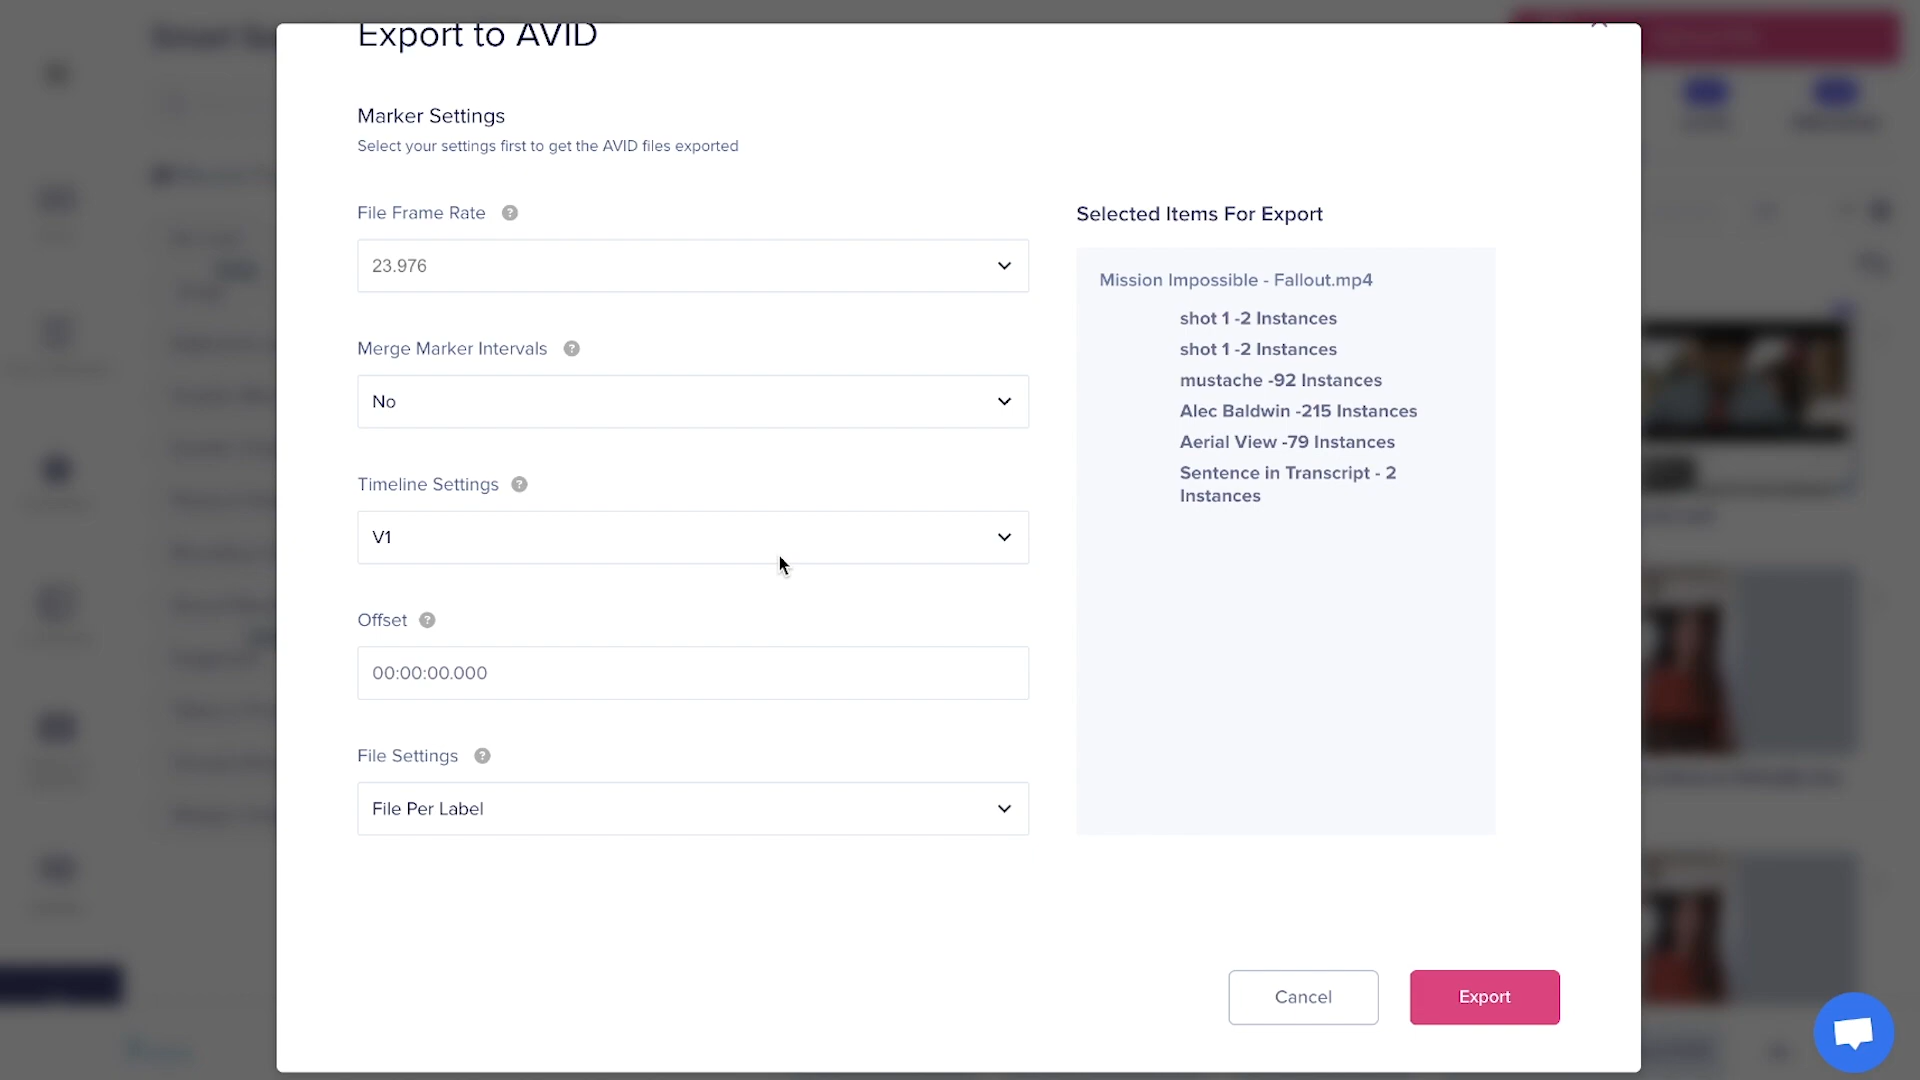 Export to AVID
Marker Settings
Select your settings first to get the AVID files exported
File Frame Rate ?
23.976
Merge Marker Intervals ?
No
Timeline Settings ?
V1
Offset ?
00:00:00.000
File Settings ?
File Per Label
Selected Items For Export
Mission Impossible - Fallout.mp4
shot 1 -2 Instances
shot 1 -2 Instances
mustache -92 Instances
Alec Baldwin -215 Instances
Aerial View -79 Instances
Sentence in Transcript - 2
Instances
Cancel
Export